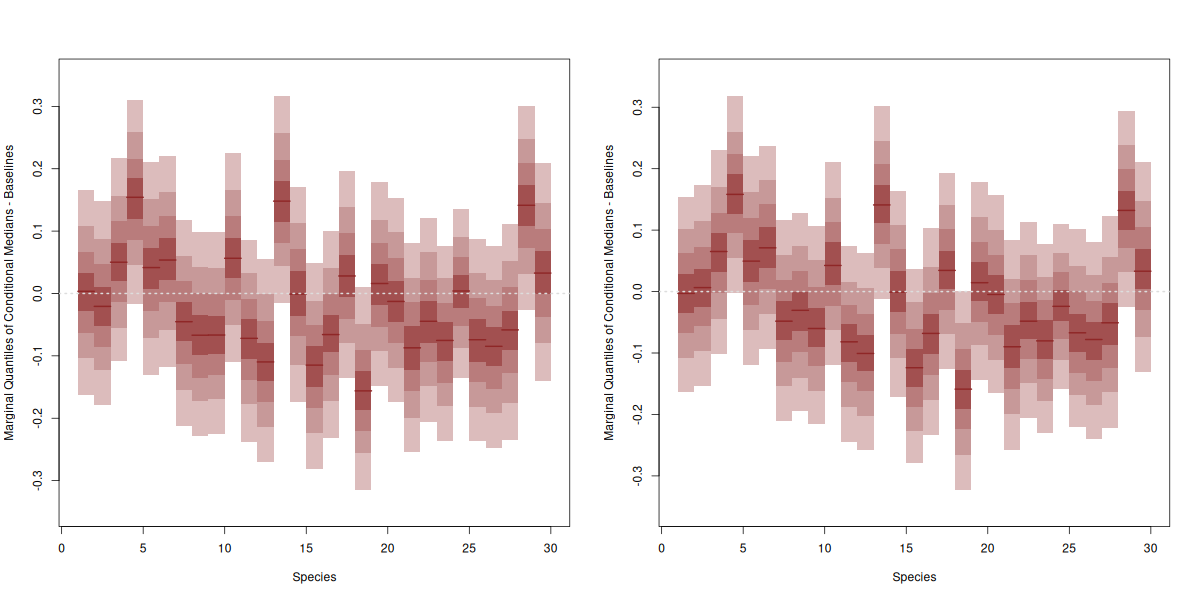 Marginal Quantiles of Conditional Medians - Baselines
0.3
0.2
0.1
0.0
-0.1
-0.2
-0.3
0 5 10 15 20 25 30
Species
Marginal Quantiles of Conditional Medians - Baselines
0.3
0.2
0.1
0.0
-0.1
-0.2
-0.3
0 5 10 15 20 25 30
Species